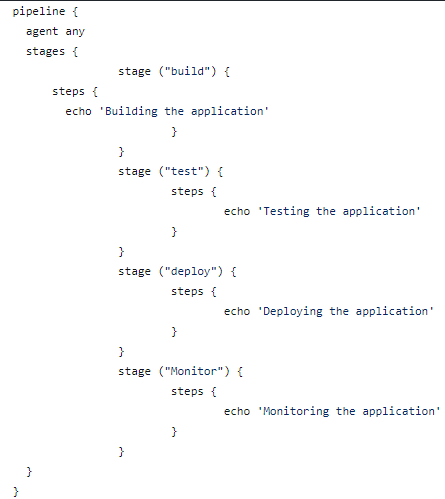 pipeline {
  agent any
  stages {
                stage ("build") {
      steps {
        echo 'Building the application'
                        }
                }
                stage ("test") {
                        steps {
                                echo 'Testing the application'
                        }
                }
                stage ("deploy") {
                        steps {
                                echo 'Deploying the application'
                        }
                }
                stage ("Monitor") {
                        steps {
                                echo 'Monitoring the application'
                        }
                }
  }
}